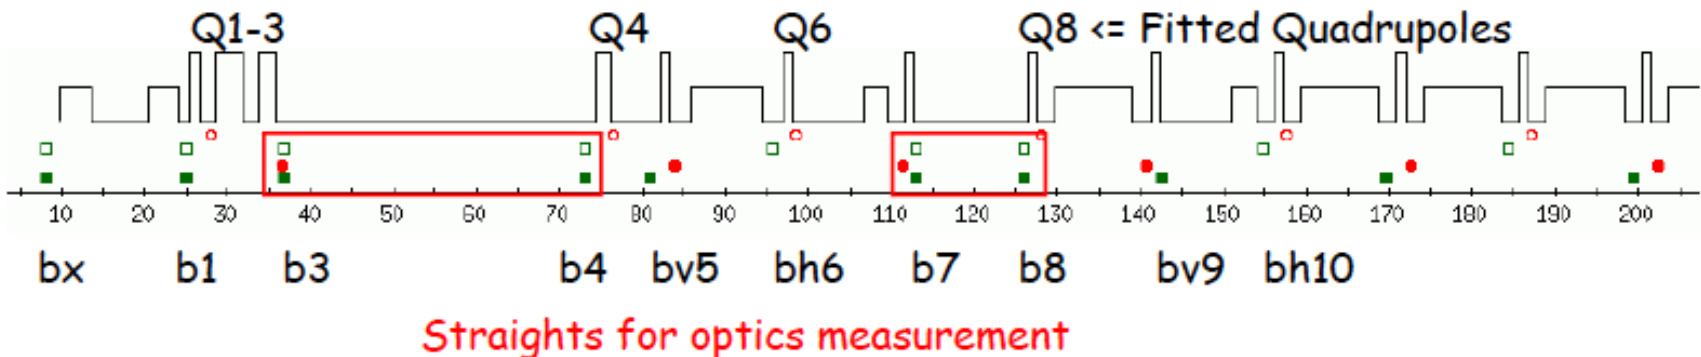 Q1-3 Q4 Q6 Q8 <= Fitted Quadrupoles
10 20 30 40 50 60 70 80 90 100 110 120 130 140 150 160 170 180 190 200
bx b1 b3 b4 bv5 bh6 b7 b8 bv9 bh10
Straights for optics measurement